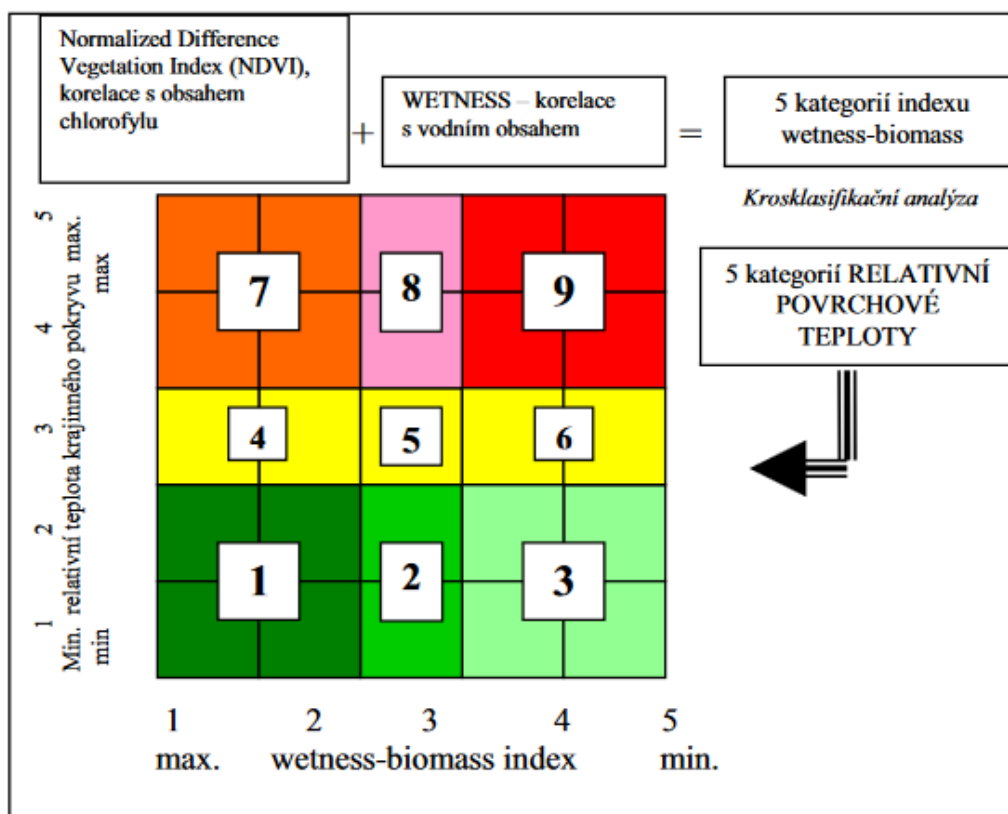 Normalized Difference
Vegetation Index (NDVI),
korelace s obsahem
chlorofylu
+
WETNESS – korelace
s vodním obsahem
=
5 kategorií indexu
wetness-biomass
Krosklasifikační analýza
5 kategorií RELATIVNÍ
POVRCHOVÉ
TEPLOTY
1 2 3 4 5
Min. relativní teplota krajinného pokryvu max.
min max
7 8 9
4 5 6
1 2 3
1 2 3 4 5
max. wetness-biomass index min.